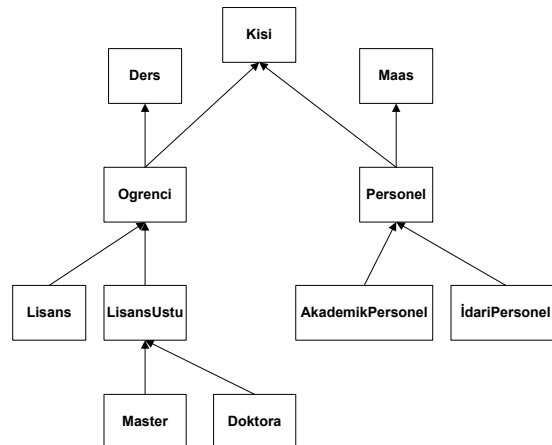 Kisi
Ders
Maas
Ogrenci
Personel
Lisans
LisansUstu
AkademikPersonel
İdariPersonel
Master
Doktora